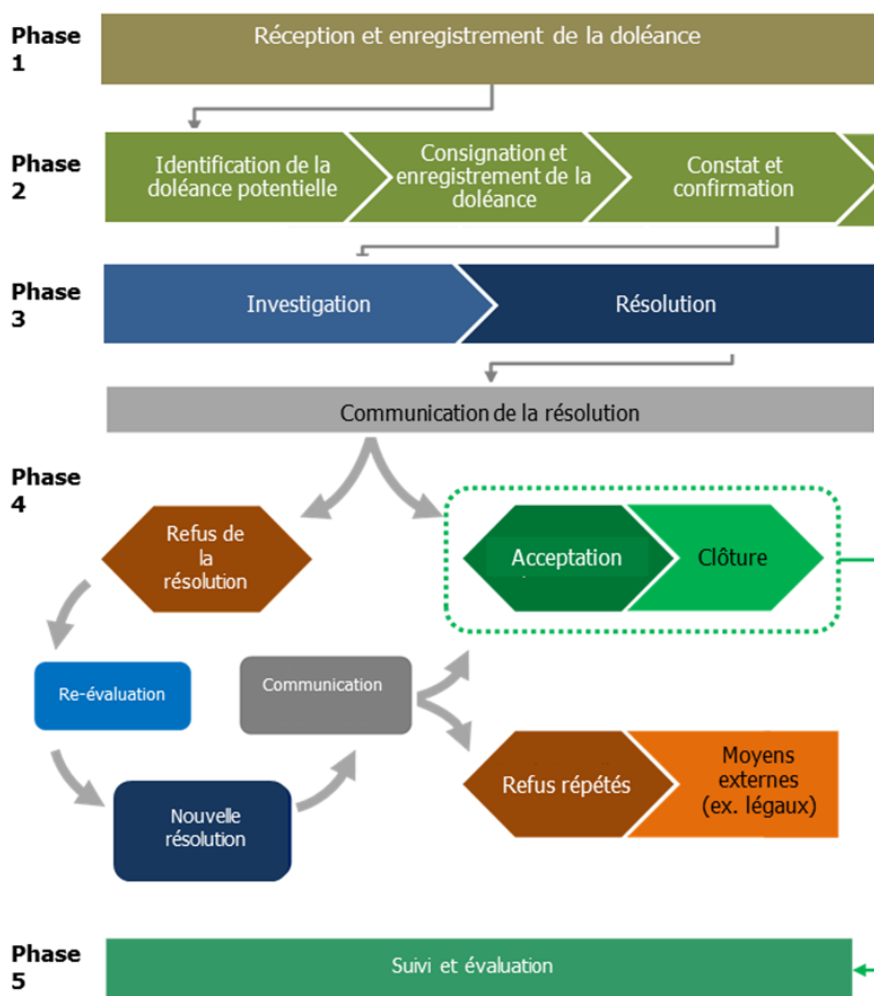 Phase
1
Réception et enregistrement de la doléance
Phase
2
Identification de la
doléance potentielle
Consignation et
enregistrement de la
doléance
Constat et
confirmation
Phase
3
Investigation
Résolution
Communication de la résolution
Phase
4
Refus de
la
résolution
Acceptation
Clôture
Re-évaluation
Communication
Nouvelle
résolution
Refus répétés
Moyens
externes
(ex. légaux)
Phase
5
Suivi et évaluation